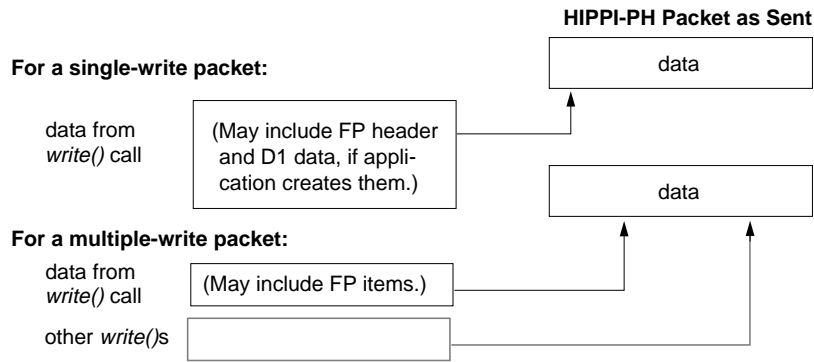 HIPPI-PH Packet as Sent
data
For a single-write packet:
data from
write() call
(May include FP header
and D1 data, if appli-
cation creates them.)
data
For a multiple-write packet:
data from
write() call
(May include FP items.)
other write()s